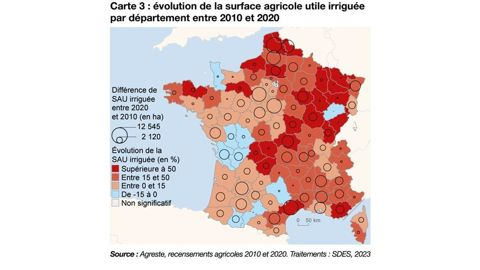 Carte 3 : évolution de la surface agricole utile irriguée
par département entre 2010 et 2020
Différence de
SAU irriguée
entre 2020
et 2010 (en ha)
12 545
2 120
Évolution de la
SAU irriguée (en %)
Supérieure à 50
Entre 15 et 50
Entre 0 et 15
De -15 à 0
Non significatif
0 50 km
Source : Agreste, recensements agricoles 2010 et 2020. Traitements : SDES, 2023